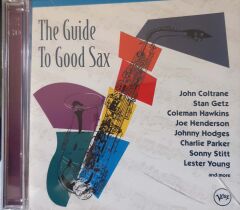 The Guide
To Good Sax
John Coltrane
Stan Getz
Coleman Hawkins
Joe Henderson
Johnny Hodges
Charlie Parker
Sonny Stitt
Lester Young
and more
Verve